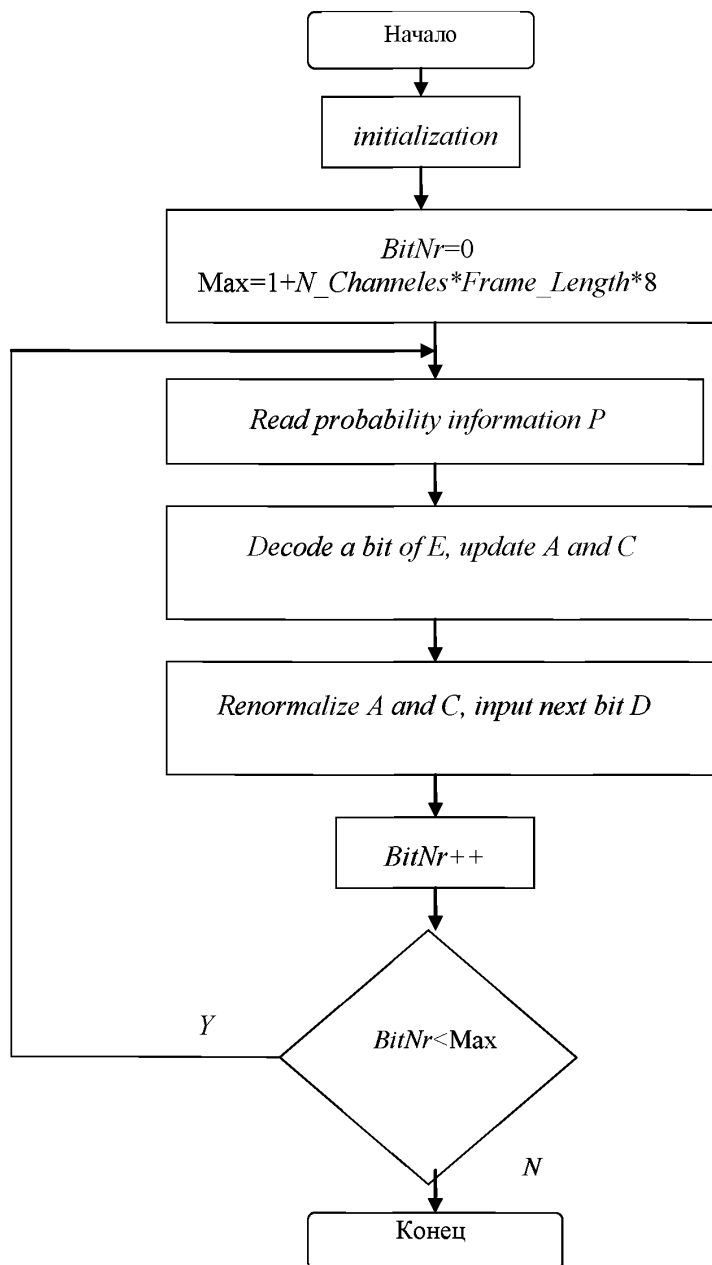 Начало
initialization
BitNr=0
Max=1+N_Channeles*Frame_Length*8
Read probability information P
Decode a bit of E, update A and C
Renormalize A and C, input next bit D
BitNr++
Y
BitNr<Max
N
Конец